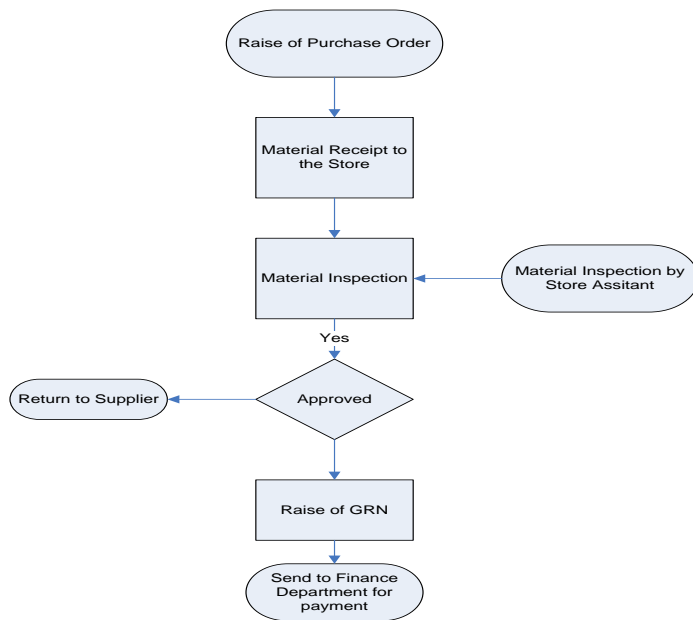 Raise of Purchase Order
Material Receipt to
the Store
Material Inspection
Material Inspection by
Store Assitant
Yes
Return to Supplier
Approved
Raise of GRN
Send to Finance
Department for
payment